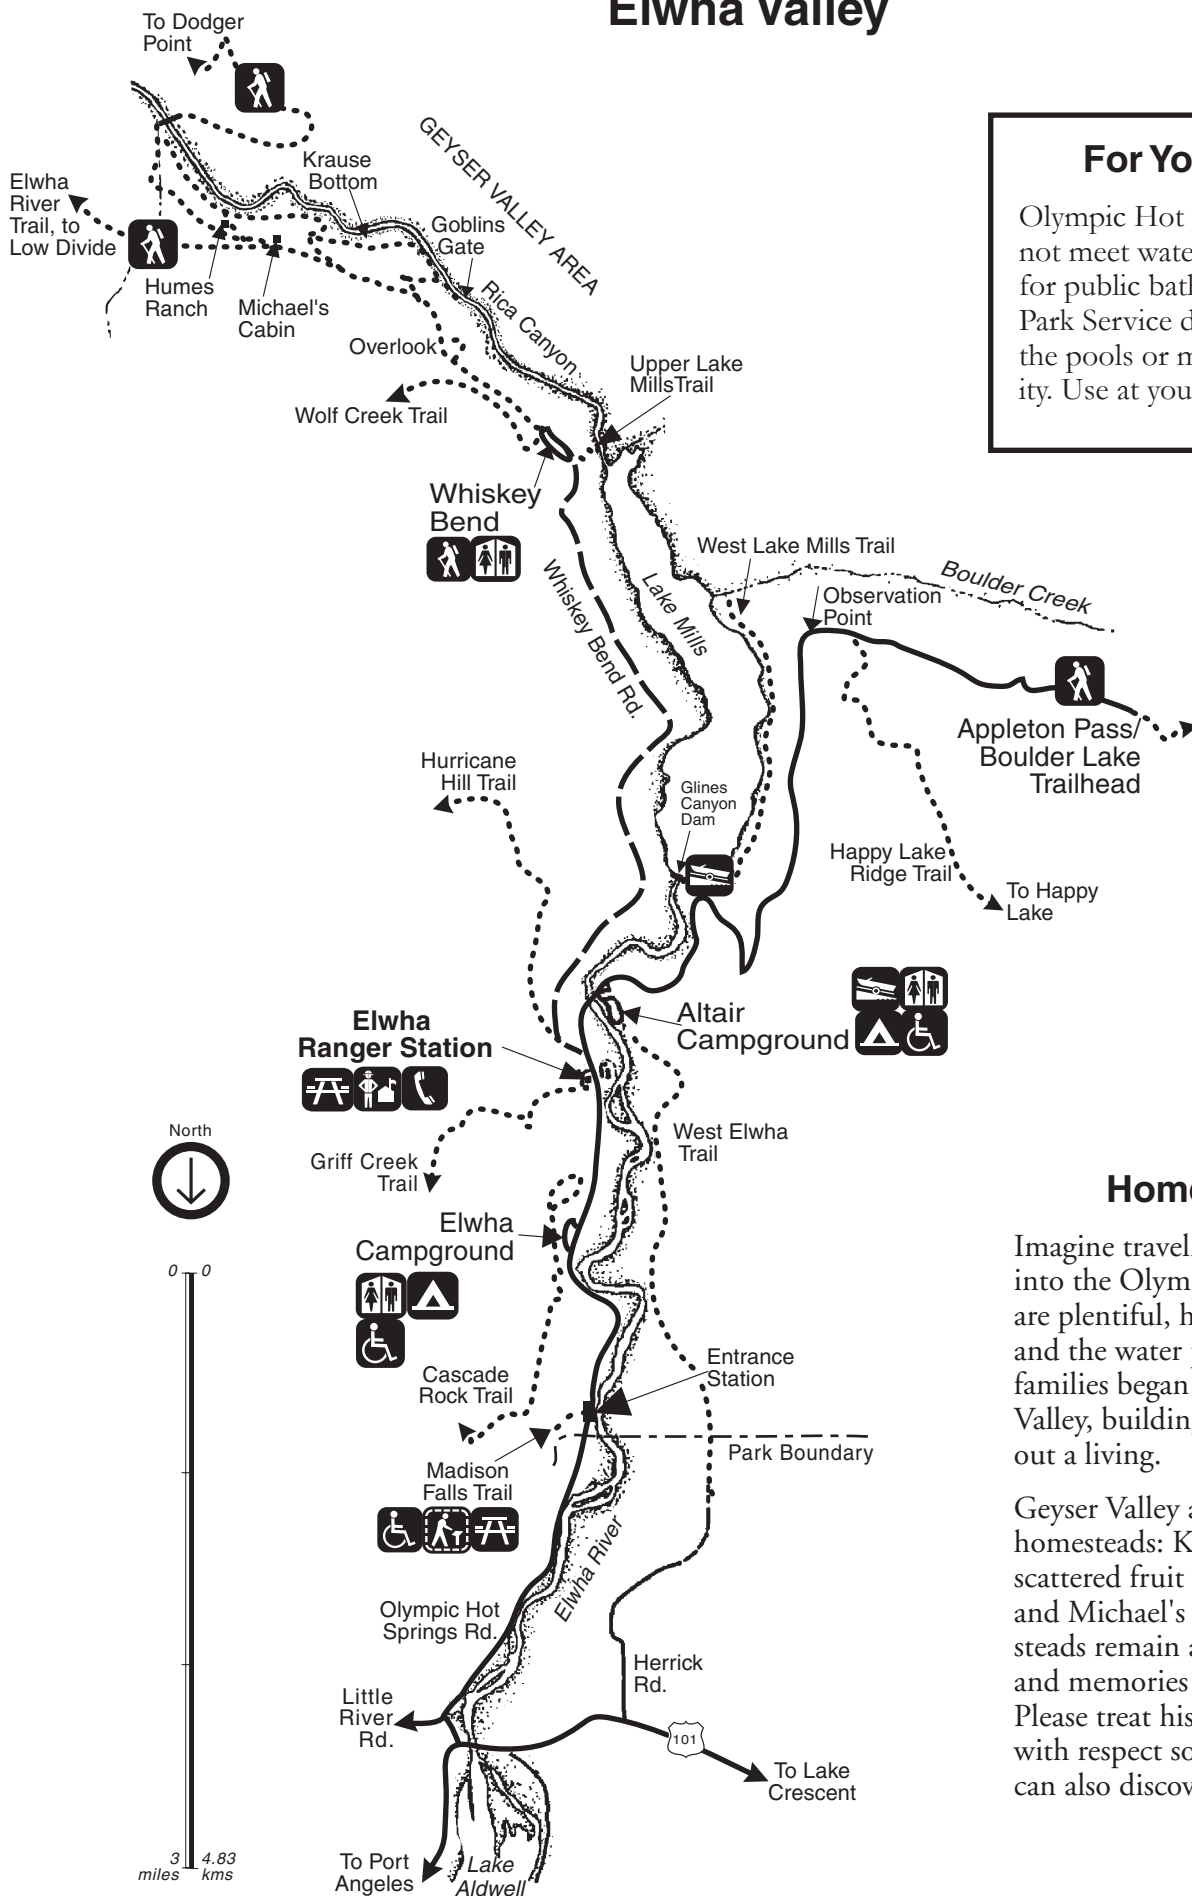 Elwha Valley
To Dodger
Point
GEYSER VALLEY AREA
Krause
Bottom
Elwha
River
Trail, to
Low Divide
Goblins
Gate
Humes
Ranch
Michael's
Cabin
Rica Canyon
Overlook
Upper Lake
MillsTrail
Wolf Creek Trail
Whiskey
Bend
West Lake Mills Trail
Boulder Creek
Whiskey Bend Rd.
Lake Mills
Observation
Point
Appleton Pass/
Boulder Lake
Trailhead
Hurricane
Hill Trail
Glines
Canyon
Dam
Happy Lake
Ridge Trail
To Happy
Lake
Altair
Campground
Elwha
Ranger Station
North
West Elwha
Trail
Griff Creek
Trail
Elwha
Campground
0 0
Entrance
Station
Cascade
Rock Trail
Park Boundary
Madison
Falls Trail
Elwha River
Olympic Hot
Springs Rd.
Herrick
Rd.
Little
River
Rd.
101
To Lake
Crescent
3 4.83
miles kms
To Port
Angeles
Lake
Aldwell
For Yo
Olympic Hot
not meet wate
for public bath
Park Service d
the pools or m
ity. Use at you
Home
Imagine travel
into the Olym
are plentiful, h
and the water
families began
Valley, building
out a living.
Geyser Valley a
homesteads: K
scattered fruit
and Michael's
steads remain a
and memories
Please treat his
with respect so
can also discov